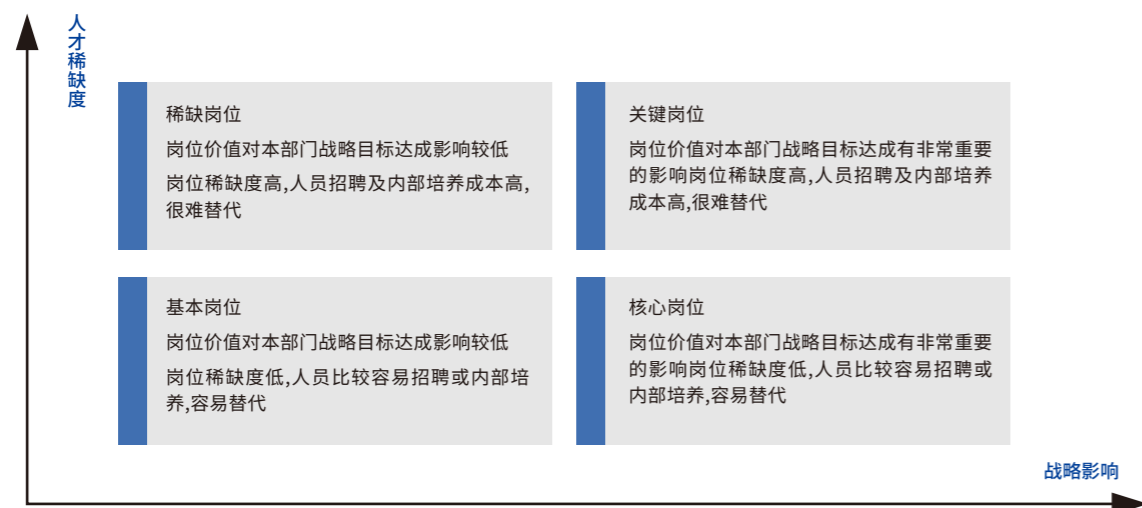 人才稀缺度
稀缺岗位
岗位价值对本部门战略目标达成影响较低
岗位稀缺度高,人员招聘及内部培养成本高,
很难替代
关键岗位
岗位价值对本部门战略目标达成有非常重要
的影响岗位稀缺度高,人员招聘及内部培养
成本高,很难替代
基本岗位
岗位价值对本部门战略目标达成影响较低
岗位稀缺度低,人员比较容易招聘或内部培
养,容易替代
核心岗位
岗位价值对本部门战略目标达成有非常重要
的影响岗位稀缺度低,人员比较容易招聘或
内部培养,容易替代
战略影响